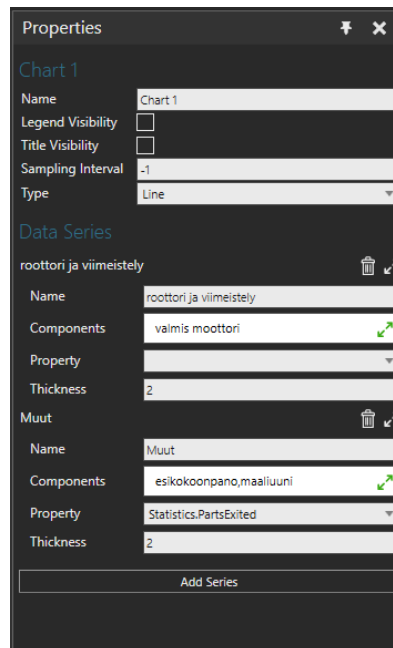 Properties
Chart 1
Name Chart 1
Legend Visibility
Title Visibility
Sampling Interval -1
Type Line
Data Series
roottori ja viimeistely
Name roottori ja viimeistely
Components valmis moottori
Property
Thickness 2
Muut
Name Muut
Components esikokoonpano,maaliuuni
Property Statistics.PartsExited
Thickness 2
Add Series